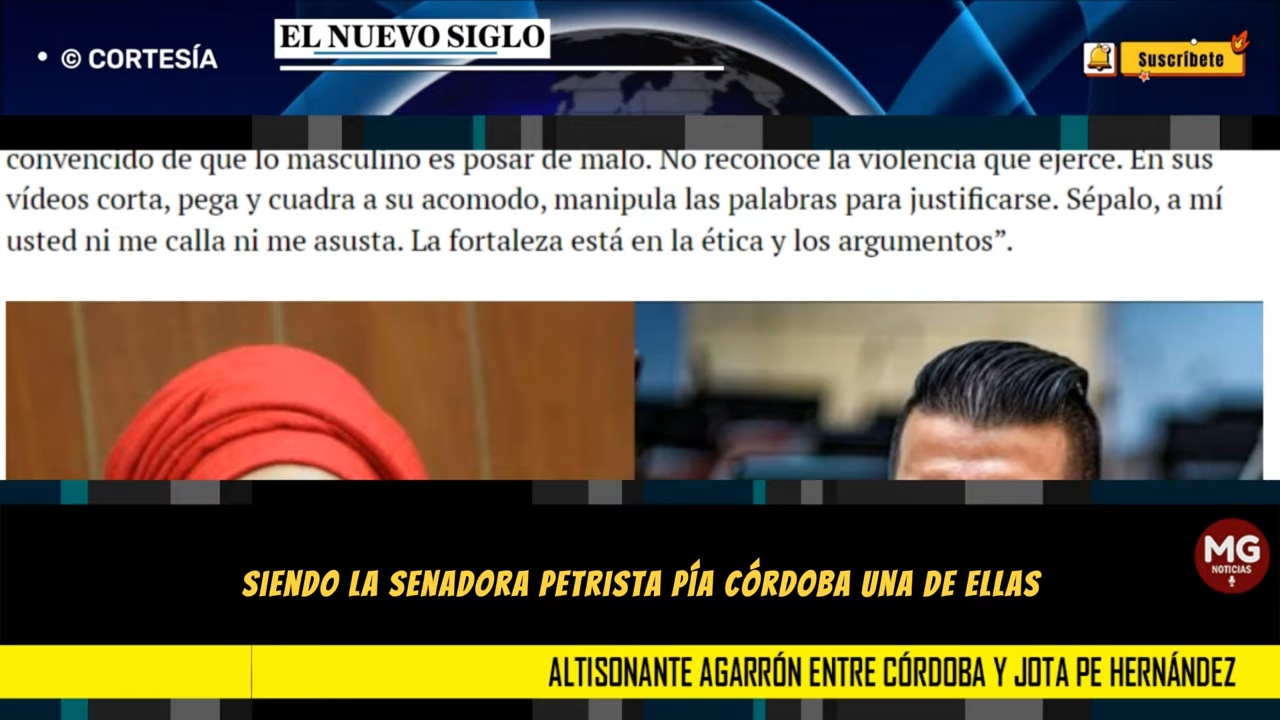 • © CORTESÍA
EL NUEVO SIGLO
Suscríbete
convencido de que lo masculino es posar de malo. No reconoce la violencia que ejerce. En sus
vídeos corta, pega y cuadra a su acomodo, manipula las palabras para justificarse. Sépalo, a mí
usted ni me calla ni me asusta. La fortaleza está en la ética y los argumentos”.
MG
NOTICIAS
SIENDO LA SENADORA PETRISTA PÍA CÓRDOBA UNA DE ELLAS
ALTISONANTE AGARRÓN ENTRE CÓRDOBA Y JOTA PE HERNÁNDEZ